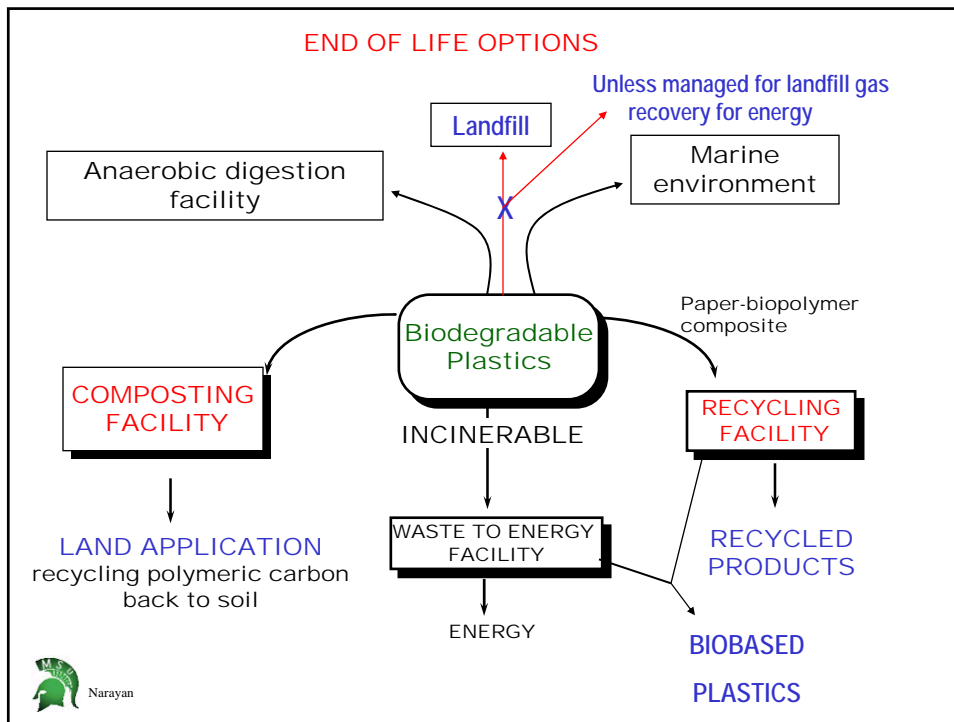 END OF LIFE OPTIONS
Unless managed for landfill gas
recovery for energy
Landfill
Marine
environment
Anaerobic digestion
facility
X
Paper-biopolymer
composite
Biodegradable
Plastics
COMPOSTING
FACILITY
RECYCLING
FACILITY
INCINERABLE
WASTE TO ENERGY
FACILITY
LAND APPLICATION
recycling polymeric carbon
back to soil
RECYCLED
PRODUCTS
ENERGY
BIOBASED
PLASTICS
MSU
Narayan